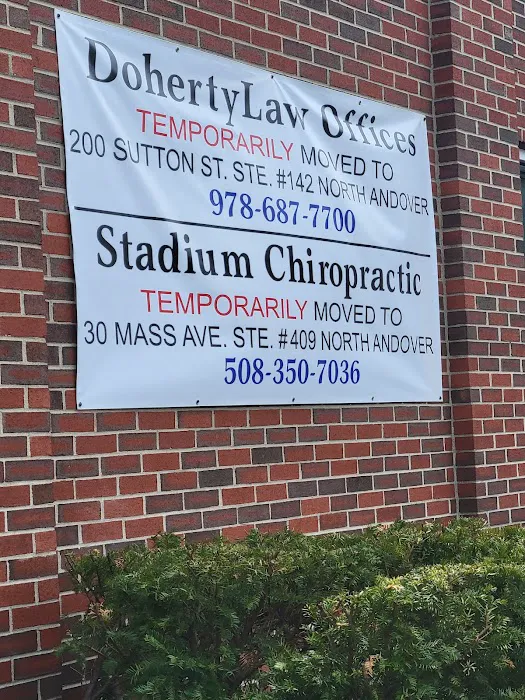 DohertyLaw Offices
TEMPORARILY MOVED TO
200 SUTTON ST. STE. #142 NORTH ANDOVER
978-687-7700
Stadium Chiropractic
TEMPORARILY MOVED TO
30 MASS AVE. STE. #409 NORTH ANDOVER
508-350-7036